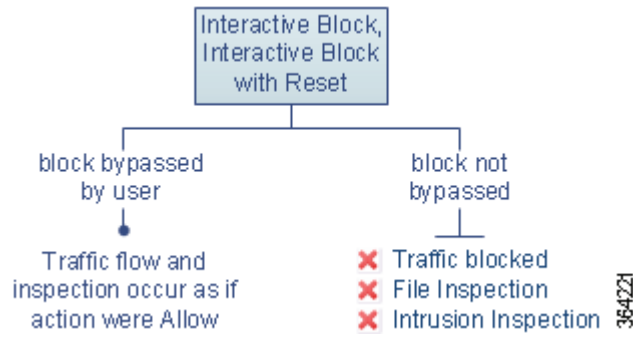 Interactive Block,
Interactive Block
with Reset
block bypassed
by user
block not
bypassed
Traffic flow and
inspection occur as if
action were Allow
Traffic blocked
File Inspection
Intrusion Inspection
364221